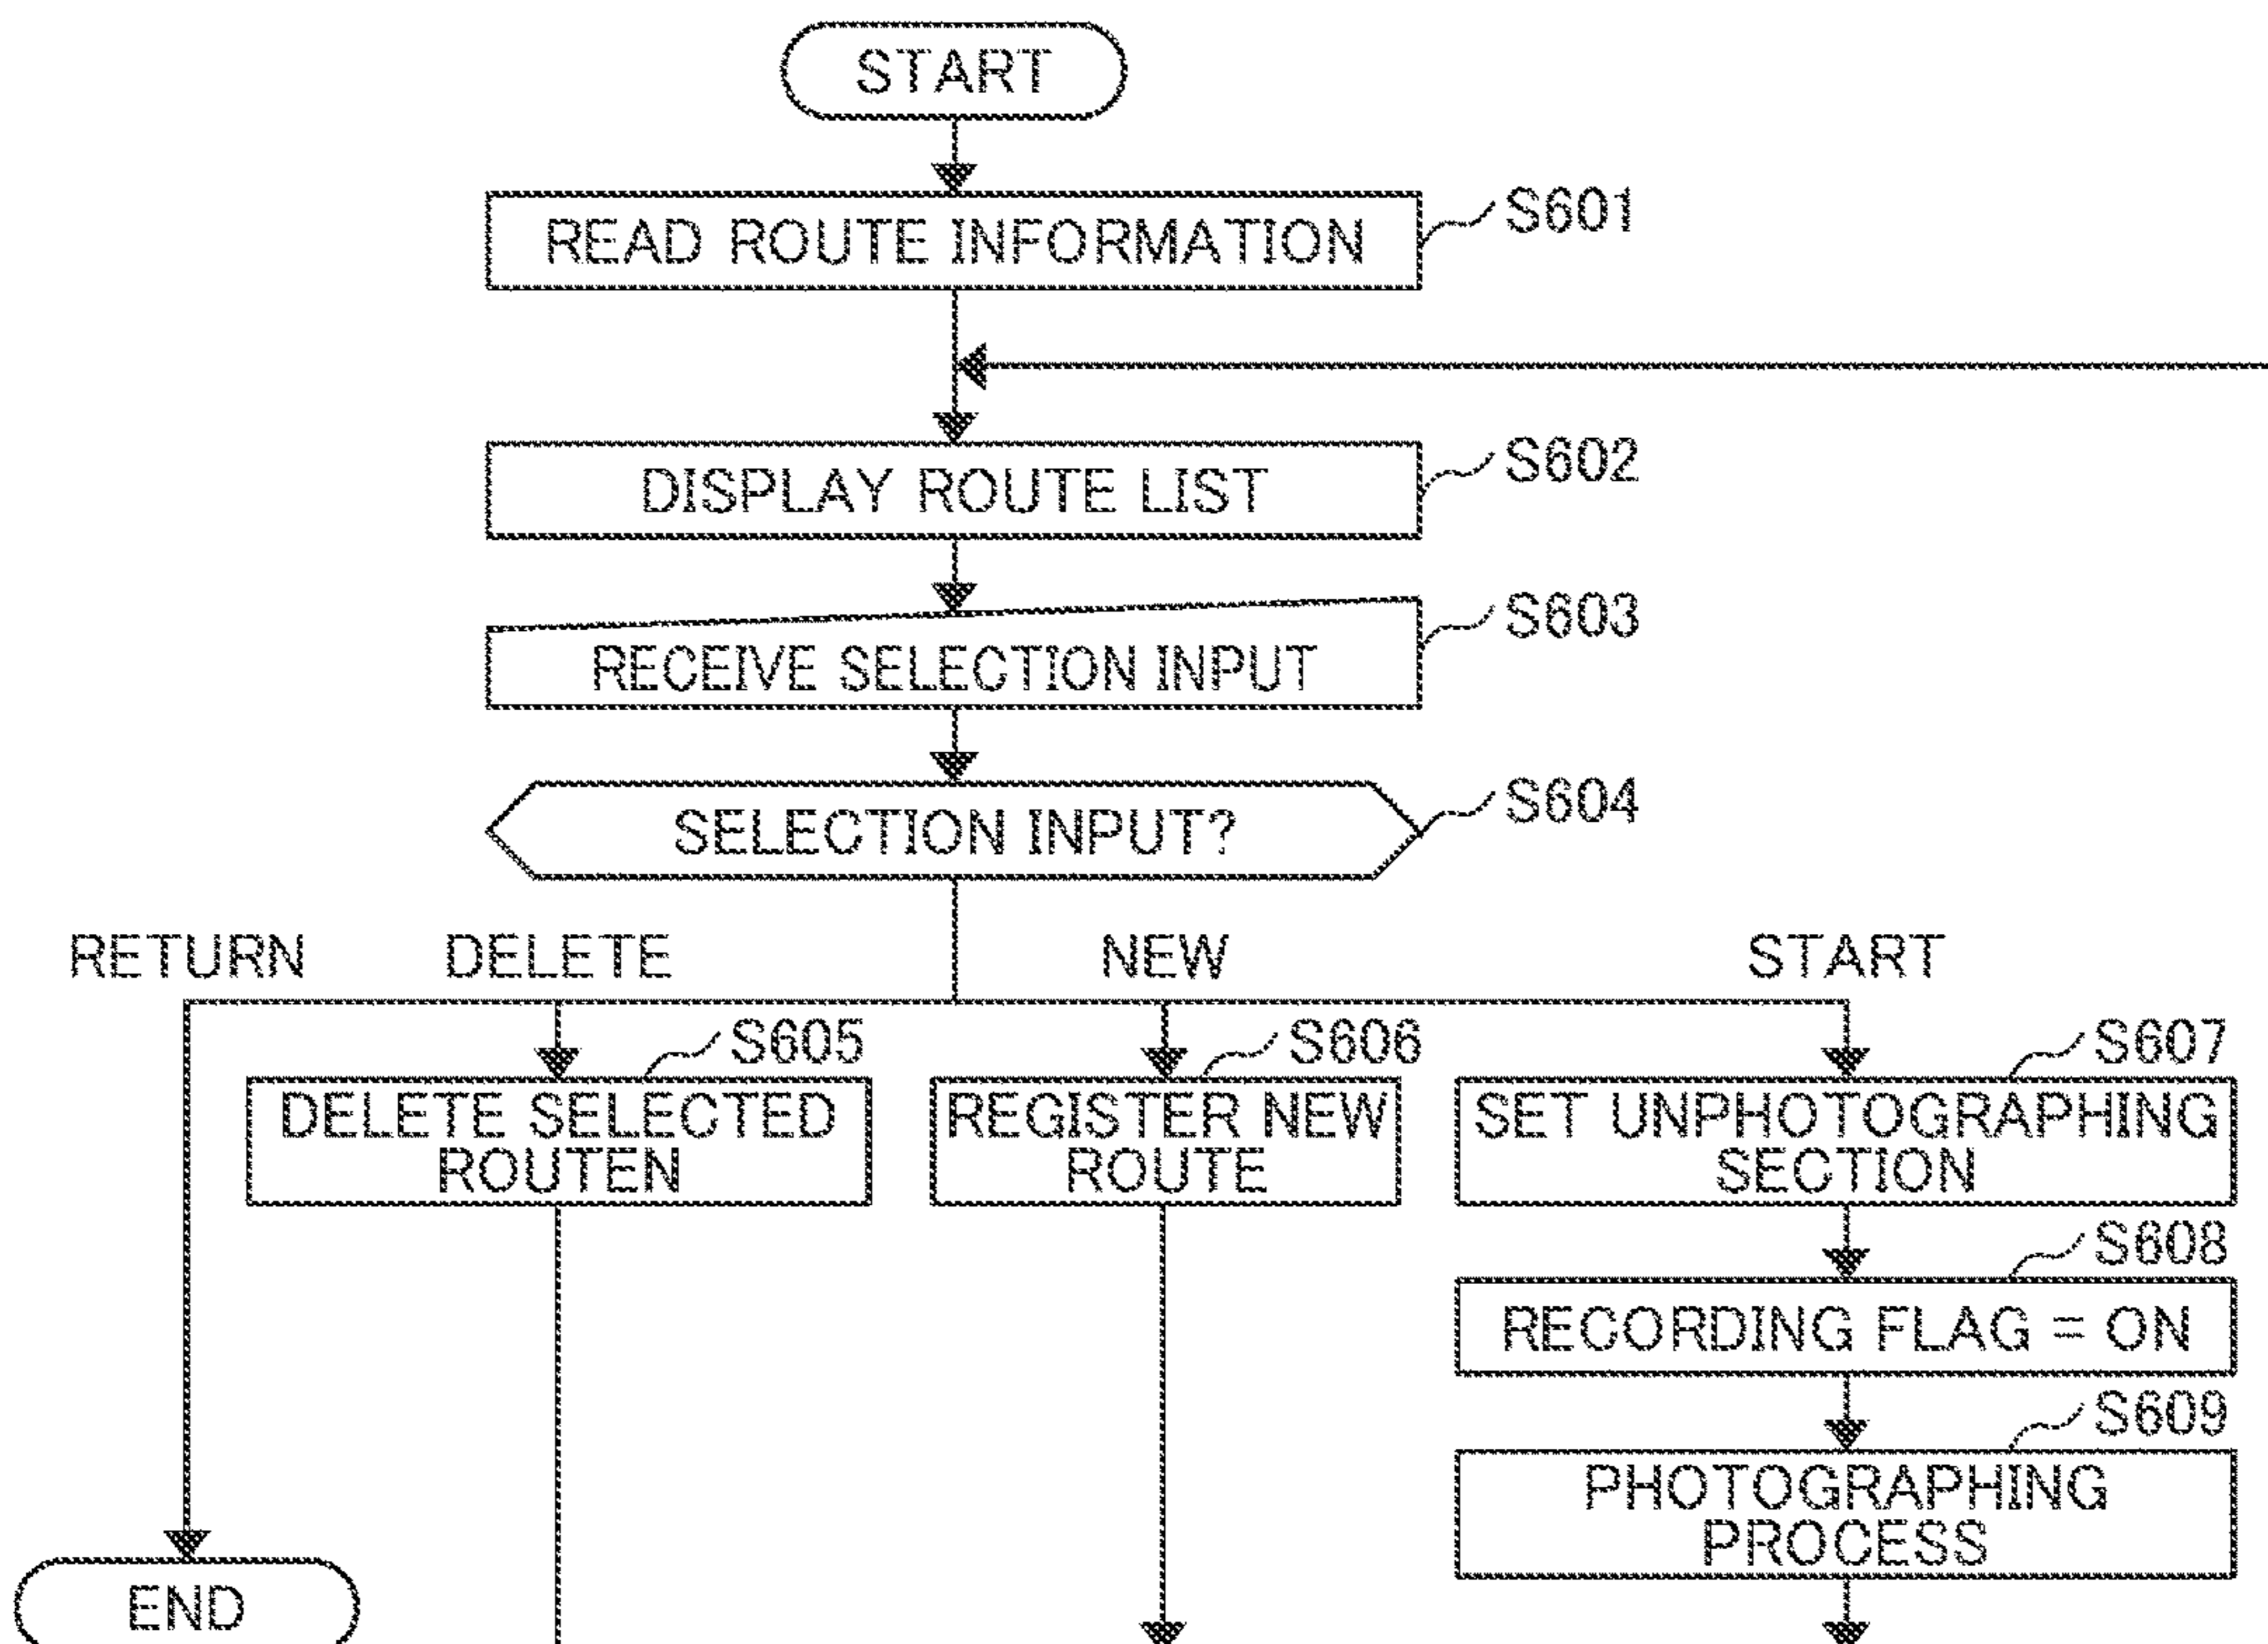 START
READ ROUTE INFORMATION
S601
DISPLAY ROUTE LIST
S602
RECEIVE SELECTION INPUT
S603
SELECTION INPUT?
S604
RETURN
DELETE
NEW
START
S605
DELETE SELECTED
ROUTEN
S606
REGISTER NEW
ROUTE
S607
SET UNPHOTOGRAPHING
SECTION
S608
RECORDING FLAG = ON
S609
PHOTOGRAPHING
PROCESS
END